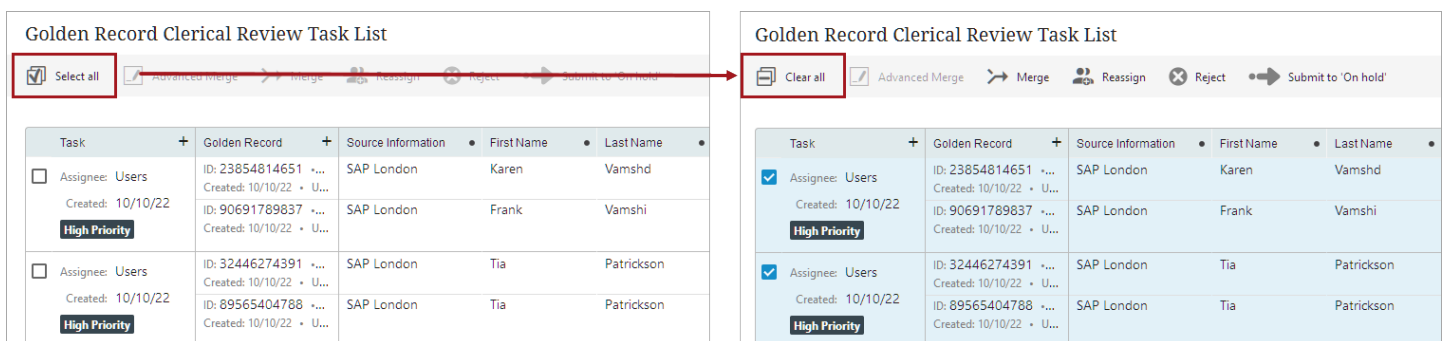 Golden Record Clerical Review Task List
Select all Advanced Merge Merge Reassign Reject Submit to 'On hold'
Task + Golden Record + Source Information • First Name • Last Name •
ID: 23854814651 •... SAP London Karen Vamshd
Assignee: Users Created: 10/10/22 • U...
Created: 10/10/22 ID: 90691789837 •... SAP London Frank Vamshi
High Priority Created: 10/10/22 • U...
ID: 32446274391 •... SAP London Tia Patrickson
Assignee: Users Created: 10/10/22 • U...
Created: 10/10/22 ID: 89565404788 •... SAP London Tia Patrickson
High Priority Created: 10/10/22 • U...
Golden Record Clerical Review Task List
Clear all Advanced Merge Merge Reassign Reject Submit to 'On hold'
Task + Golden Record + Source Information • First Name • Last Name •
ID: 23854814651 •... SAP London Karen Vamshd
Assignee: Users Created: 10/10/22 • U...
Created: 10/10/22 ID: 90691789837 •... SAP London Frank Vamshi
High Priority Created: 10/10/22 • U...
ID: 32446274391 •... SAP London Tia Patrickson
Assignee: Users Created: 10/10/22 • U...
Created: 10/10/22 ID: 89565404788 •... SAP London Tia Patrickson
High Priority Created: 10/10/22 • U...